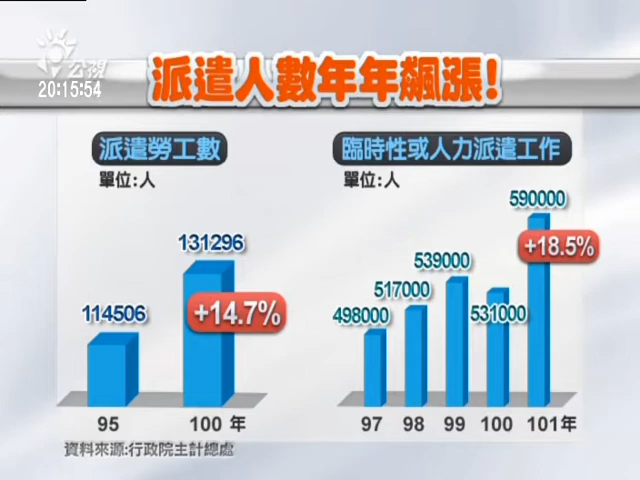 公視
20:15:54
派遣人數年年飆漲!
派遣勞工數
單位:人
114506
131296
+14.7%
95
100 年
臨時性或人力派遣工作
單位:人
498000
517000
539000
531000
590000
+18.5%
97
98
99
100
101年
資料來源:行政院主計總處